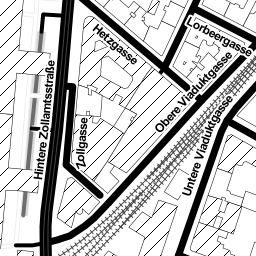 Lorbeergasse
Hetzgasse
Obere Viaduktgasse
Hintere Zollamtsstraße
Zollgasse
Untere Viaduktgasse